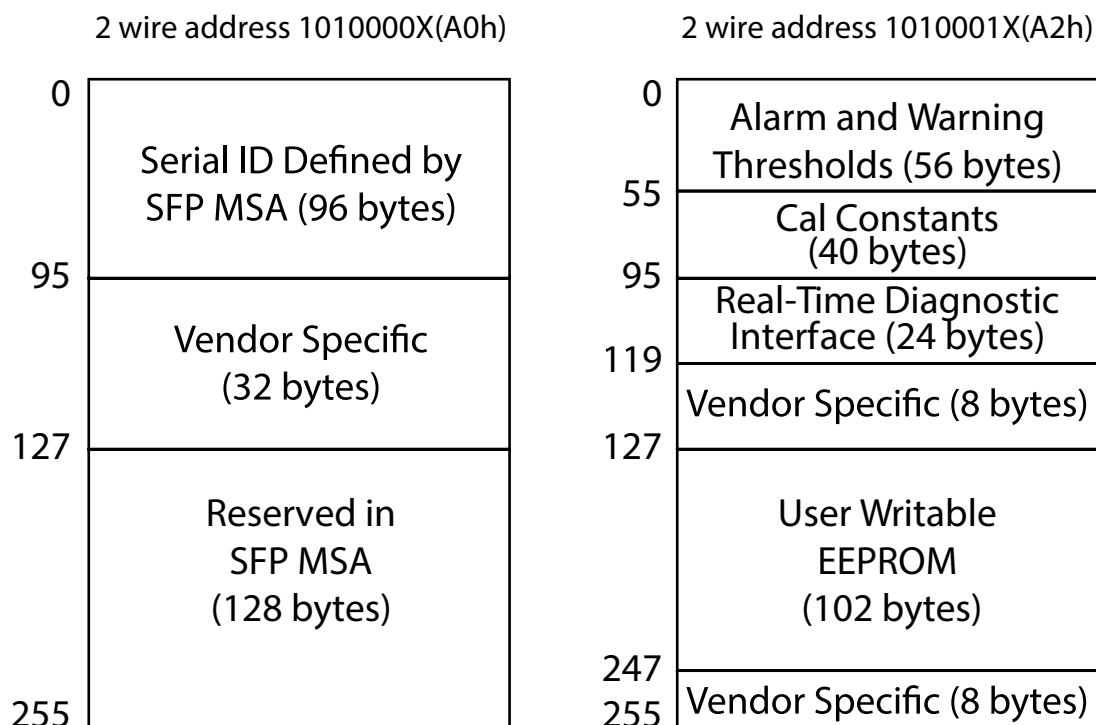 2 wire address 1010000X(A0h)
0
Serial ID Defined by
SFP MSA (96 bytes)
95
Vendor Specific
(32 bytes)
127
Reserved in
SFP MSA
(128 bytes)
255
2 wire address 1010001X(A2h)
0
Alarm and Warning
Thresholds (56 bytes)
55
Cal Constants
(40 bytes)
95
Real-Time Diagnostic
Interface (24 bytes)
119
Vendor Specific (8 bytes)
127
User Writable
EEPROM
(102 bytes)
247
Vendor Specific (8 bytes)
255